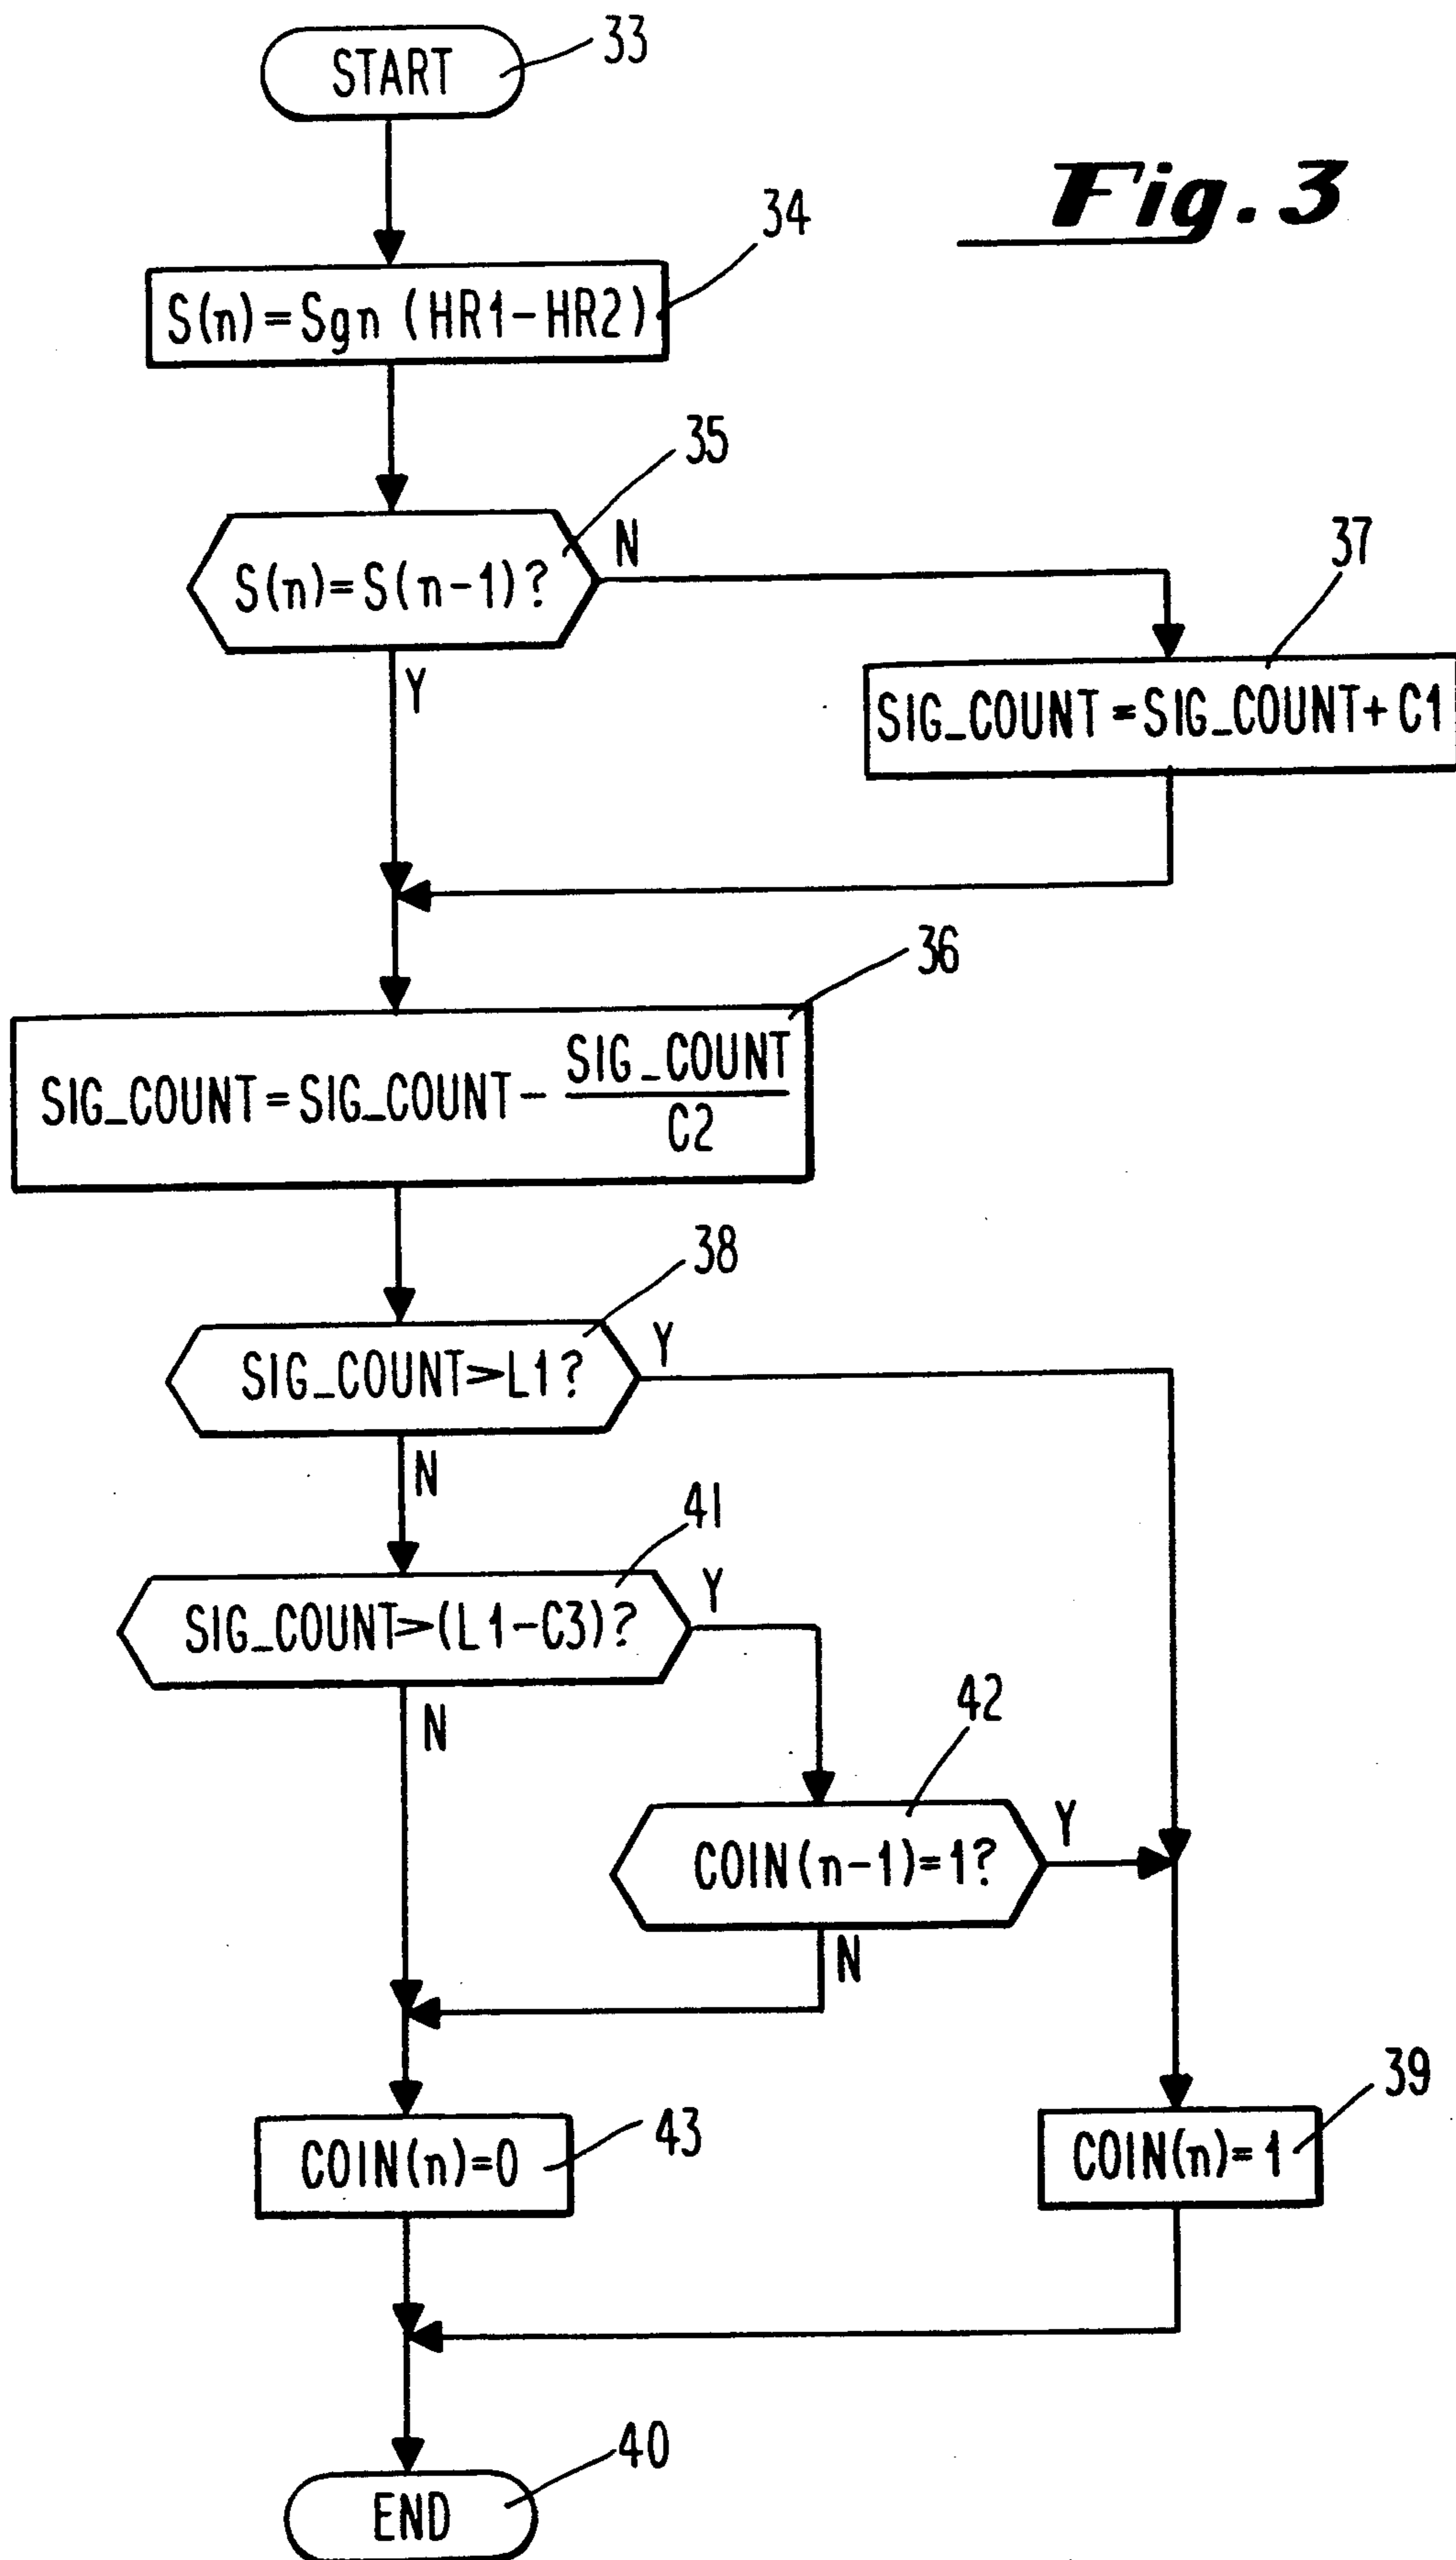 START
33
Fig. 3
34
S(n)=Sgn (HR1-HR2)
35
S(n)=S(n-1)?
N
37
Y
SIG_COUNT=SIG_COUNT+C1
36
SIG_COUNT=SIG_COUNT- SIG_COUNT
C2
38
SIG_COUNT>L1?
Y
N
41
SIG_COUNT>(L1-C3)?
Y
N
42
COIN(n-1)=1?
Y
N
39
COIN(n)=0
43
COIN(n)=1
40
END